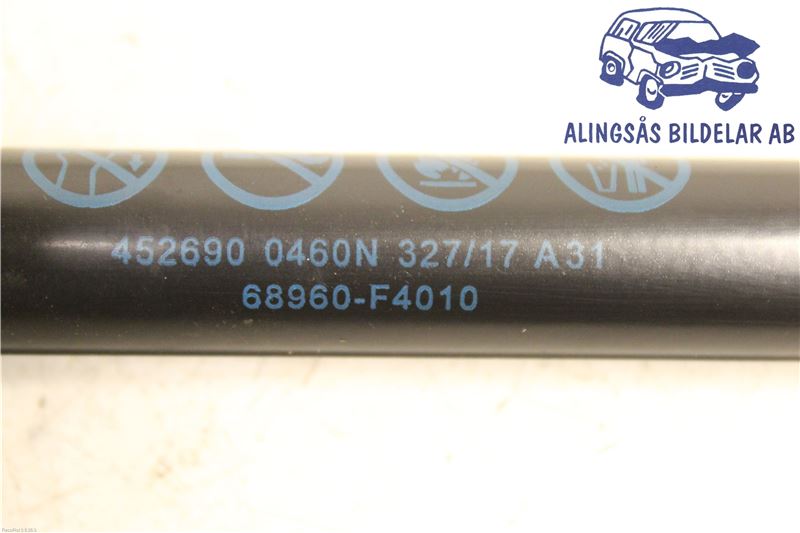 ALINGSÅS BILDELAR AB
452690 0460N 327/17 A31
68960-F4010